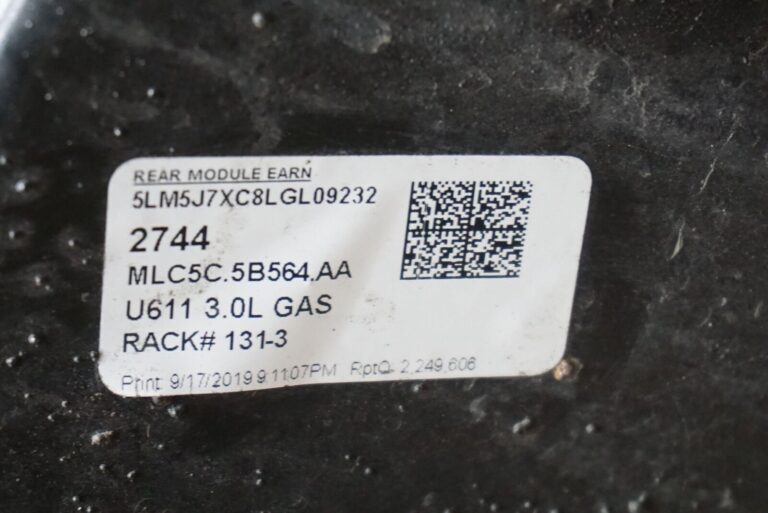 REAR MODULE EARN
5LM5J7XC8LGL09232
2744
MLC5C.5B564.AA
U611 3.0L GAS
RACK# 131-3
Print: 9/17/2019 9:11:07PM RptQ: 2,249,606